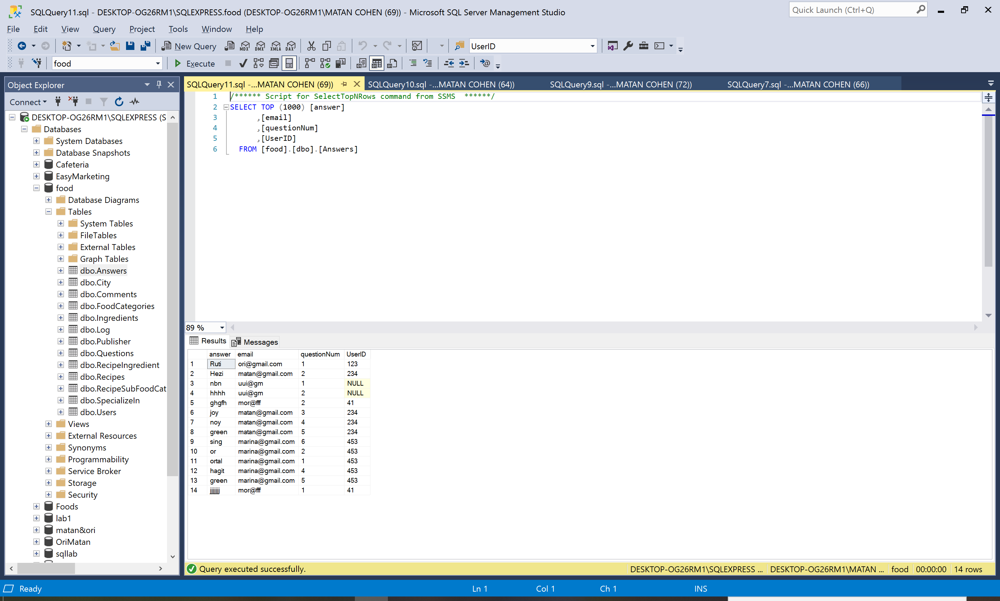 SQLQuery11.sql - DESKTOP-OG26RM1\SQLEXPRESS.food (DESKTOP-OG26RM1\MATAN COHEN (69)) - Microsoft SQL Server Management Studio
Quick Launch (Ctrl+Q)
File Edit View Query Project Tools Window Help
New Query MDX DMX XMLA DAX UserID
food Execute
Object Explorer
Connect
DESKTOP-OG26RM1\SQLEXPRESS (S
Databases
System Databases
Database Snapshots
Cafeteria
EasyMarketing
food
Database Diagrams
Tables
System Tables
FileTables
External Tables
Graph Tables
dbo.Answers
dbo.City
dbo.Comments
dbo.FoodCategories
dbo.Ingredients
dbo.Log
dbo.Publisher
dbo.Questions
dbo.RecipeIngredient
dbo.Recipes
dbo.RecipeSubFoodCat
dbo.SpecializeIn
dbo.Users
Views
External Resources
Synonyms
Programmability
Service Broker
Storage
Security
Foods
lab1
matan&ori
OriMatan
sqllab
SQLQuery11.sql -...MATAN COHEN (69)) SQLQuery10.sql -...MATAN COHEN (64)) SQLQuery9.sql -...MATAN COHEN (72)) SQLQuery7.sql -...MATAN COHEN (66))
1 /****** Script for SelectTopNRows command from SSMS ******/
2 SELECT TOP (1000) [answer]
3 ,[email]
4 ,[questionNum]
5 ,[UserID]
6 FROM [food].[dbo].[Answers]
89 %
Results Messages
answer email questionNum UserID
1 Ruti ori@gmail.com 1 123
2 Hezi matan@gmail.com 2 234
3 nbn uui@gm 1 NULL
4 hhhh uui@gm 2 NULL
5 ghgfh mor@fff 2 41
6 joy matan@gmail.com 3 234
7 noy matan@gmail.com 4 234
8 green matan@gmail.com 5 234
9 sing marina@gmail.com 6 453
10 or marina@gmail.com 2 453
11 ortal marina@gmail.com 1 453
12 hagit marina@gmail.com 4 453
13 green marina@gmail.com 5 453
14 jjjjjjj mor@fff 1 41
Query executed successfully. DESKTOP-OG26RM1\SQLEXPRESS ... DESKTOP-OG26RM1\MATAN ... food 00:00:00 14 rows
Ready Ln 1 Col 1 Ch 1 INS